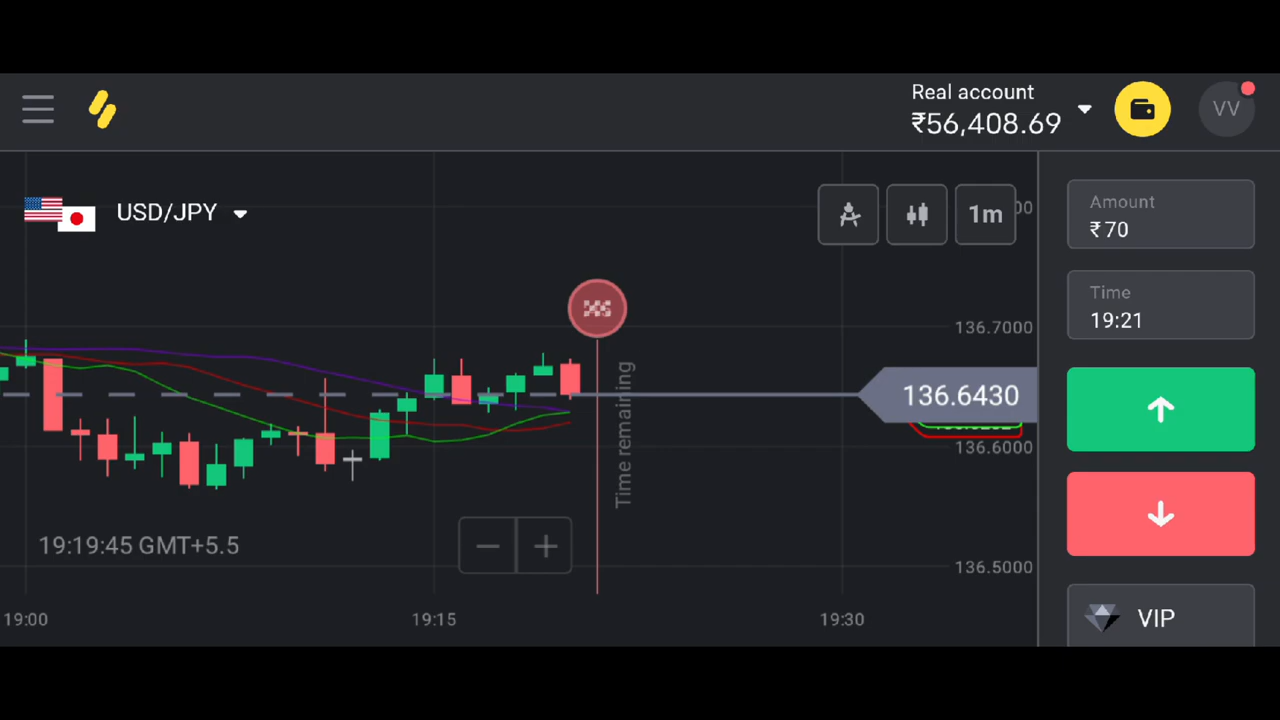 Real account
₹56,408.69
VV
USD/JPY
1m
Amount
₹70
Time
19:21
136.7000
Time remaining
136.6430
136.6000
19:19:45 GMT+5.5
136.5000
19:00
19:15
19:30
VIP